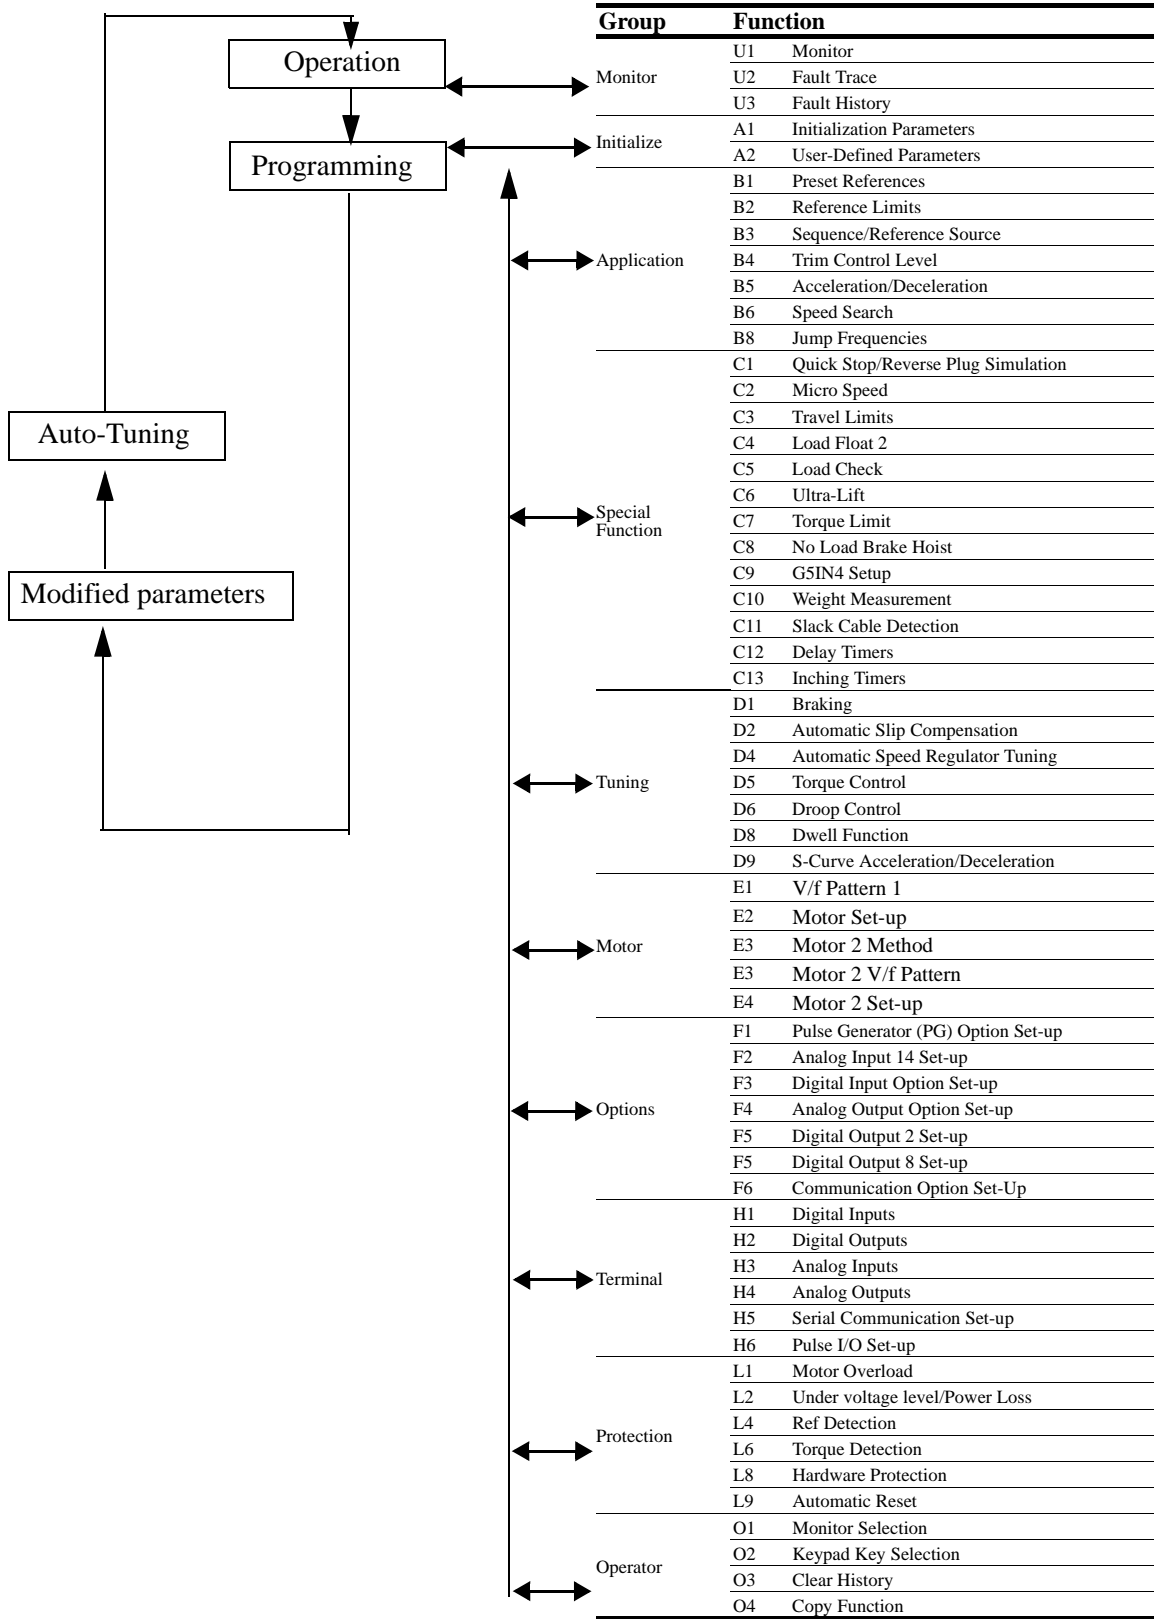 Operation
Programming
Auto-Tuning
Modified parameters
Group Function
Monitor
U1 Monitor
U2 Fault Trace
U3 Fault History
Initialize
A1 Initialization Parameters
A2 User-Defined Parameters
Application
B1 Preset References
B2 Reference Limits
B3 Sequence/Reference Source
B4 Trim Control Level
B5 Acceleration/Deceleration
B6 Speed Search
B8 Jump Frequencies
Special
Function
C1 Quick Stop/Reverse Plug Simulation
C2 Micro Speed
C3 Travel Limits
C4 Load Float 2
C5 Load Check
C6 Ultra-Lift
C7 Torque Limit
C8 No Load Brake Hoist
C9 G5IN4 Setup
C10 Weight Measurement
C11 Slack Cable Detection
C12 Delay Timers
C13 Inching Timers
Tuning
D1 Braking
D2 Automatic Slip Compensation
D4 Automatic Speed Regulator Tuning
D5 Torque Control
D6 Droop Control
D8 Dwell Function
D9 S-Curve Acceleration/Deceleration
Motor
E1 V/f Pattern 1
E2 Motor Set-up
E3 Motor 2 Method
E3 Motor 2 V/f Pattern
E4 Motor 2 Set-up
Options
F1 Pulse Generator (PG) Option Set-up
F2 Analog Input 14 Set-up
F3 Digital Input Option Set-up
F4 Analog Output Option Set-up
F5 Digital Output 2 Set-up
F5 Digital Output 8 Set-up
F6 Communication Option Set-Up
Terminal
H1 Digital Inputs
H2 Digital Outputs
H3 Analog Inputs
H4 Analog Outputs
H5 Serial Communication Set-up
H6 Pulse I/O Set-up
Protection
L1 Motor Overload
L2 Under voltage level/Power Loss
L4 Ref Detection
L6 Torque Detection
L8 Hardware Protection
L9 Automatic Reset
Operator
O1 Monitor Selection
O2 Keypad Key Selection
O3 Clear History
O4 Copy Function